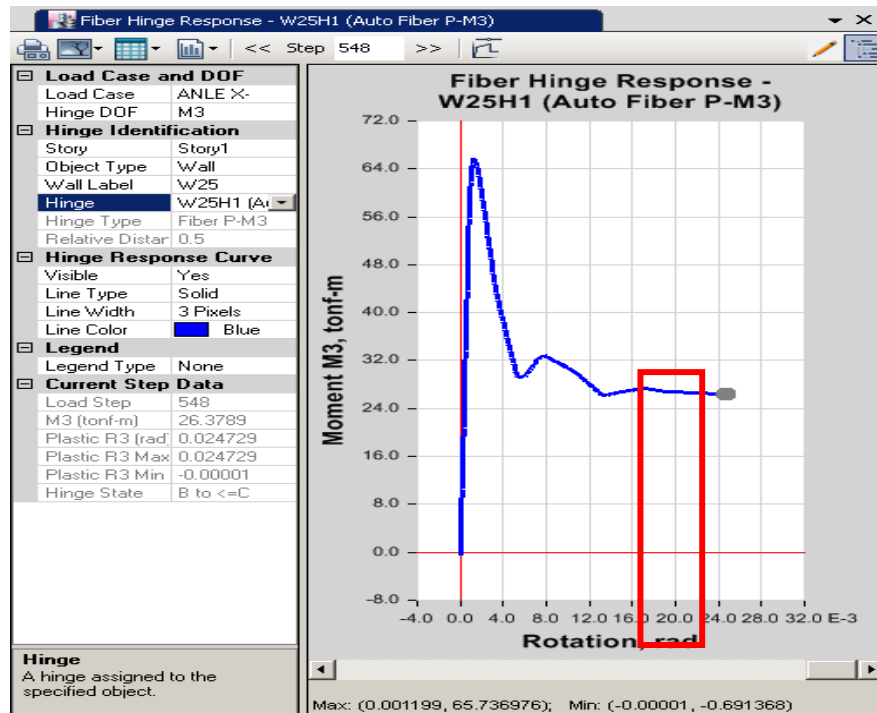 Fiber Hinge Response - W25H1 (Auto Fiber P-M3)
<< Step 548 >>
Load Case and DOF
Load Case ANLE X-
Hinge DOF M3
Hinge Identification
Story Story1
Object Type Wall
Wall Label W25
Hinge W25H1 (Au
Hinge Type Fiber P-M3
Relative Distar 0.5
Hinge Response Curve
Visible Yes
Line Type Solid
Line Width 3 Pixels
Line Color Blue
Legend
Legend Type None
Current Step Data
Load Step 548
M3 (tonf-m) 26.3789
Plastic R3 (rad) 0.024729
Plastic R3 Max 0.024729
Plastic R3 Min -0.00001
Hinge State B to <=C
Hinge
A hinge assigned to the
specified object.
Fiber Hinge Response -
W25H1 (Auto Fiber P-M3)
Moment M3, tonf-m
72.0
64.0
56.0
48.0
40.0
32.0
24.0
16.0
8.0
0.0
-8.0
-4.0 0.0 4.0 8.0 12.0 16.0 20.0 24.0 28.0 32.0 E-3
Rotation, rad
Max: (0.001199, 65.736976); Min: (-0.00001, -0.691368)